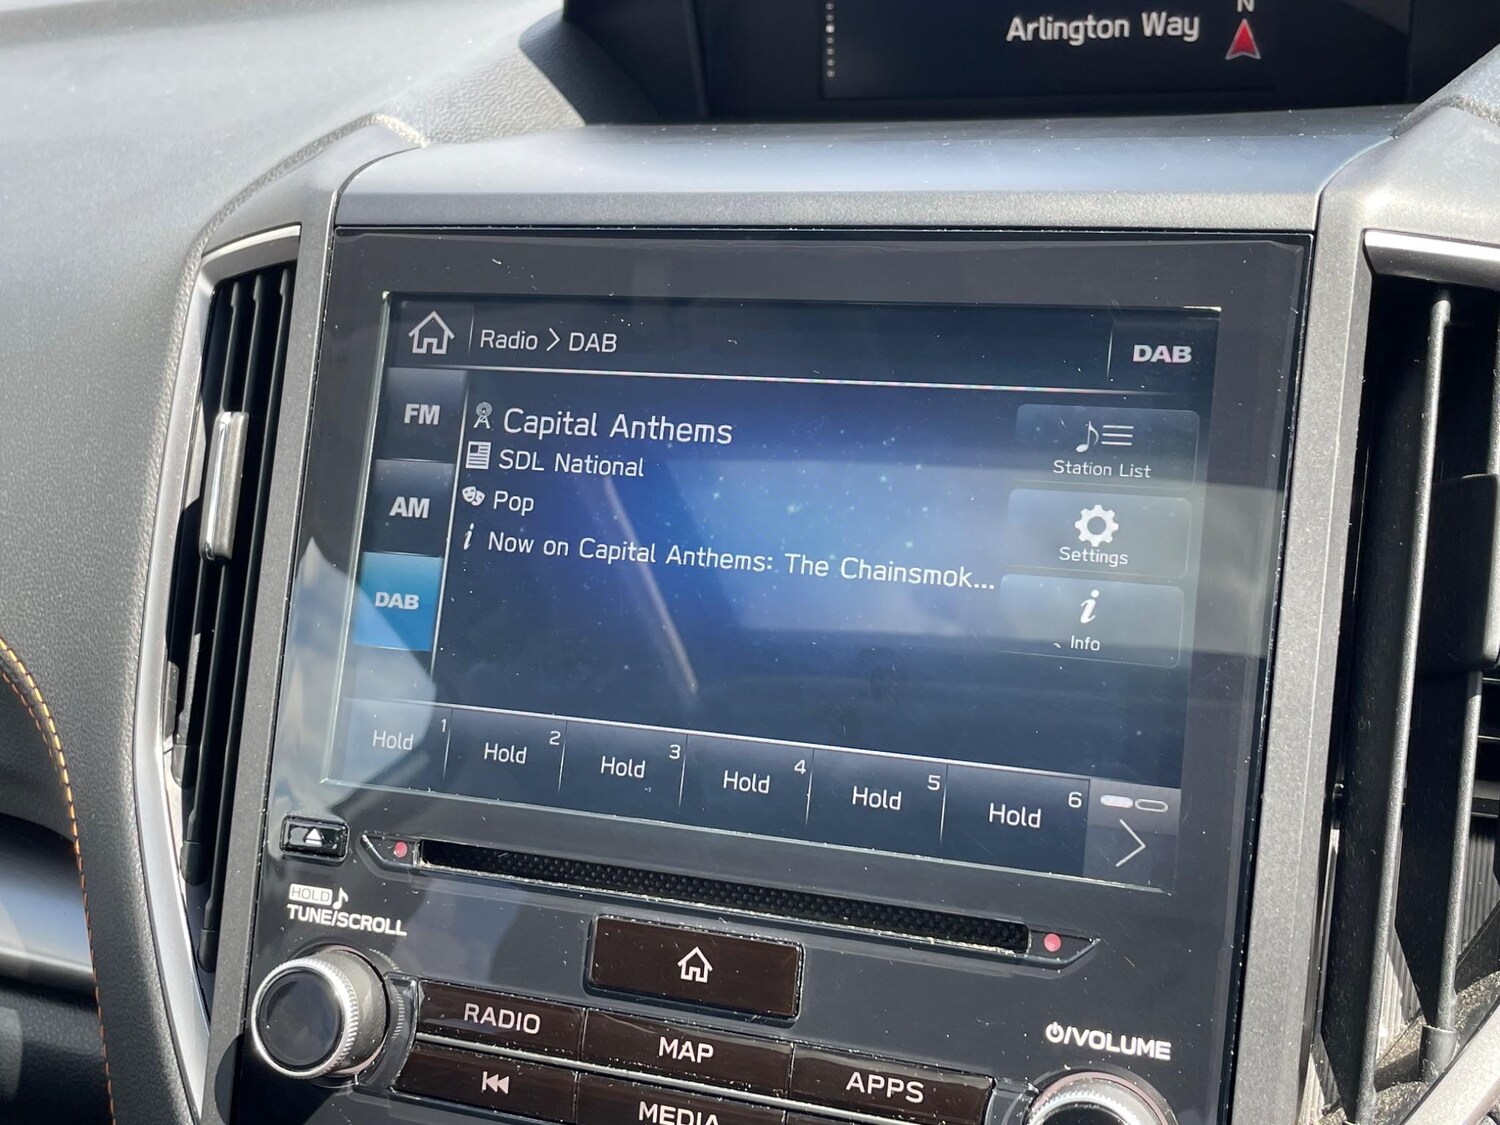 N
Arlington Way
Radio > DAB
DAB
FM
AM
DAB
Capital Anthems
SDL National
Pop
i Now on Capital Anthems: The Chainsmok...
Station List
Settings
i
Info
Hold 1
Hold 2
Hold 3
Hold 4
Hold 5
Hold 6
HOLD
TUNE/SCROLL
RADIO
MAP
APPS
MEDIA
/VOLUME